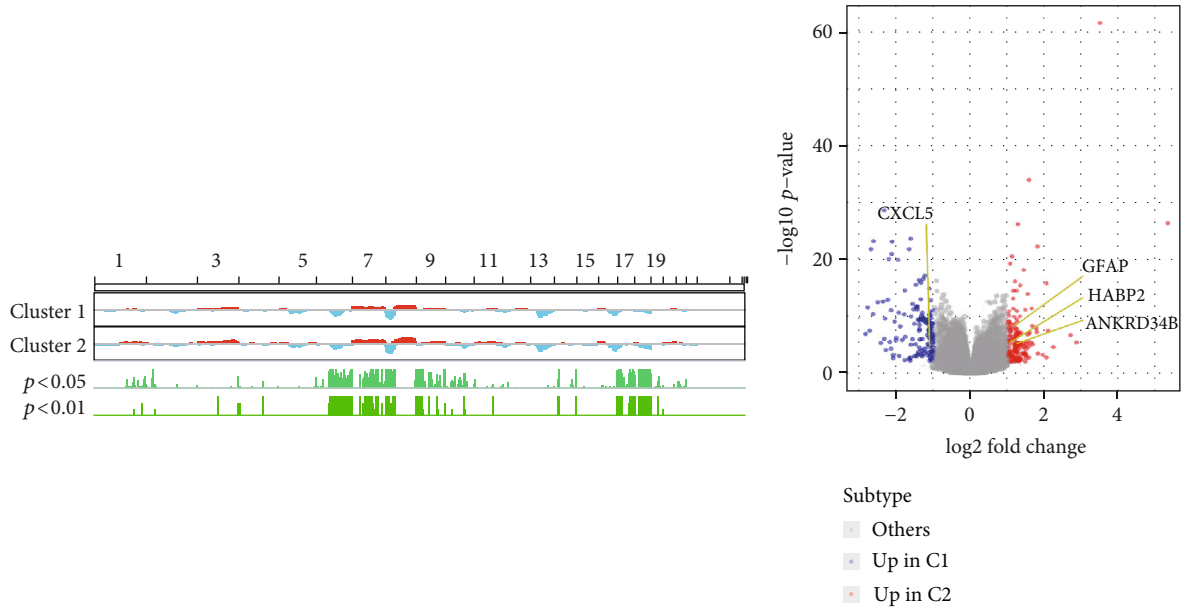 1 3 5 7 9 11 13 15 17 19
Cluster 1
Cluster 2
p<0.05
p<0.01
−log10 p−value
60
40
20
0
CXCL5
GFAP
HABP2
ANKRD34B
−2 0 2 4
log2 fold change
Subtype
Others
Up in C1
Up in C2